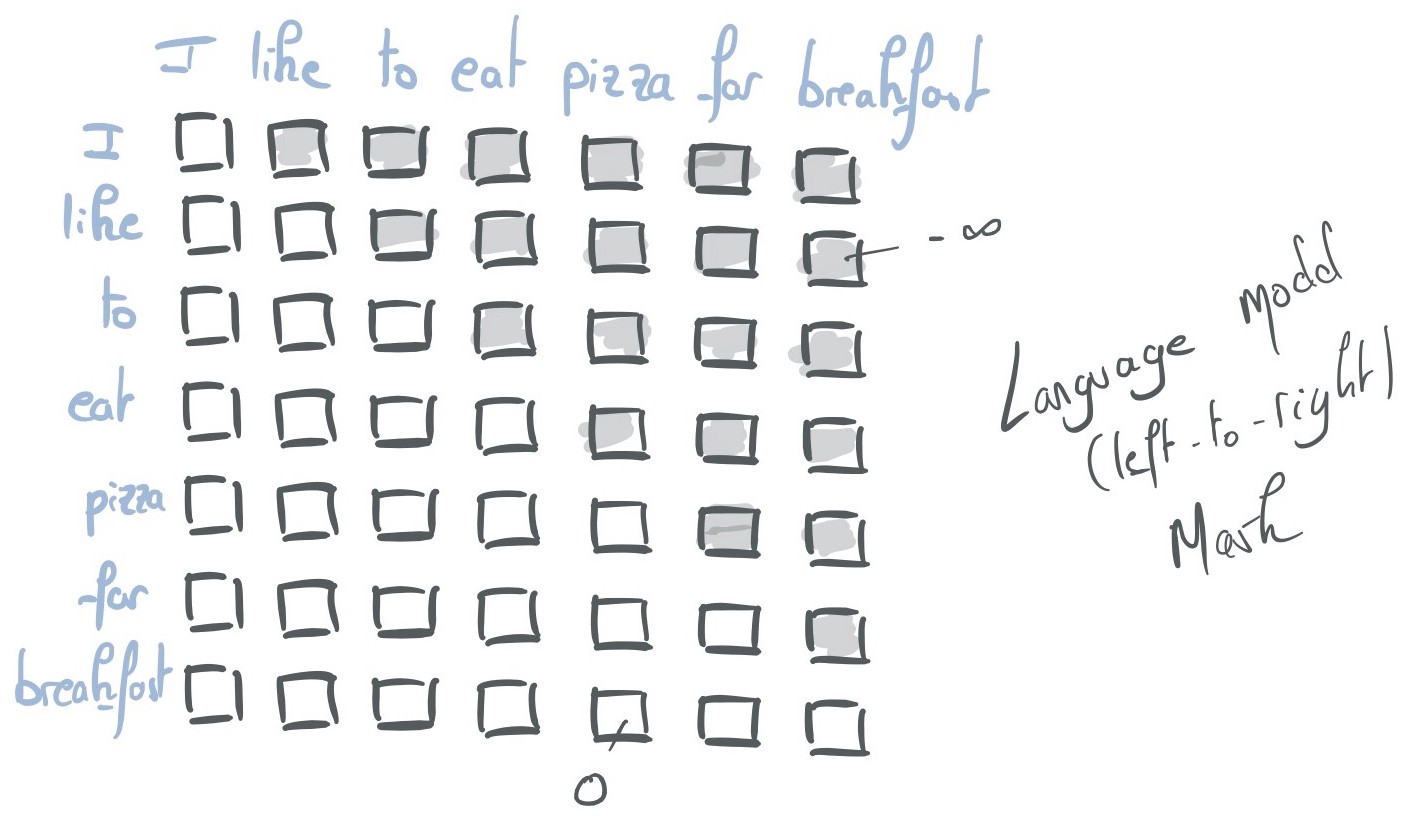 I like to eat pizza for breakfast
I
like
- ∞
to
Language model
(left-to-right)
Mask
eat
pizza
for
breakfast
0